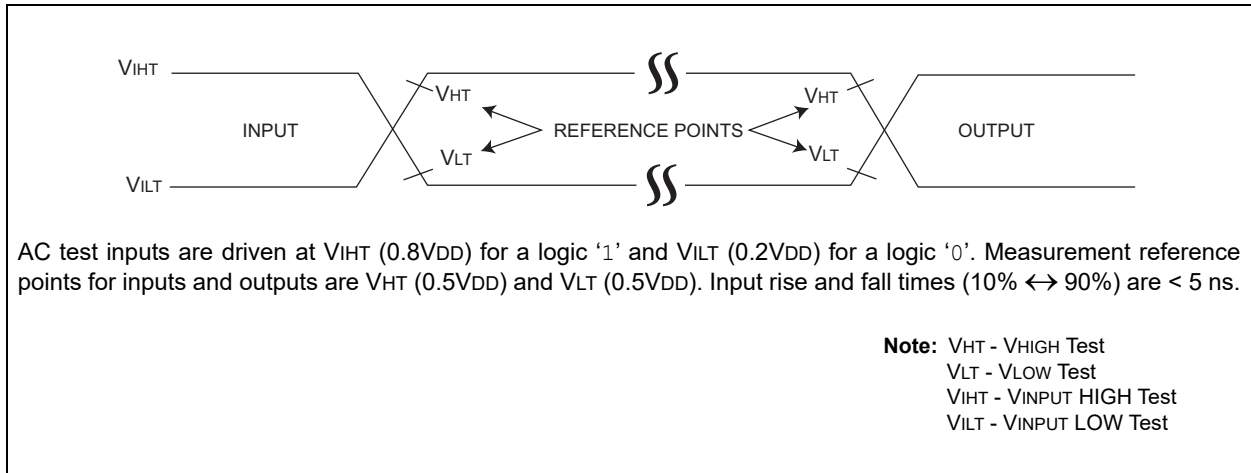 VIHT
VHT
VHT
INPUT
REFERENCE POINTS
OUTPUT
VLT
VLT
VILT
AC test inputs are driven at VIHT (0.8VDD) for a logic ‘1’ and VILT (0.2VDD) for a logic ‘0’. Measurement reference
points for inputs and outputs are VHT (0.5VDD) and VLT (0.5VDD). Input rise and fall times (10% ↔ 90%) are < 5 ns.
Note: VHT - VHIGH Test
VLT - VLOW Test
VIHT - VINPUT HIGH Test
VILT - VINPUT LOW Test